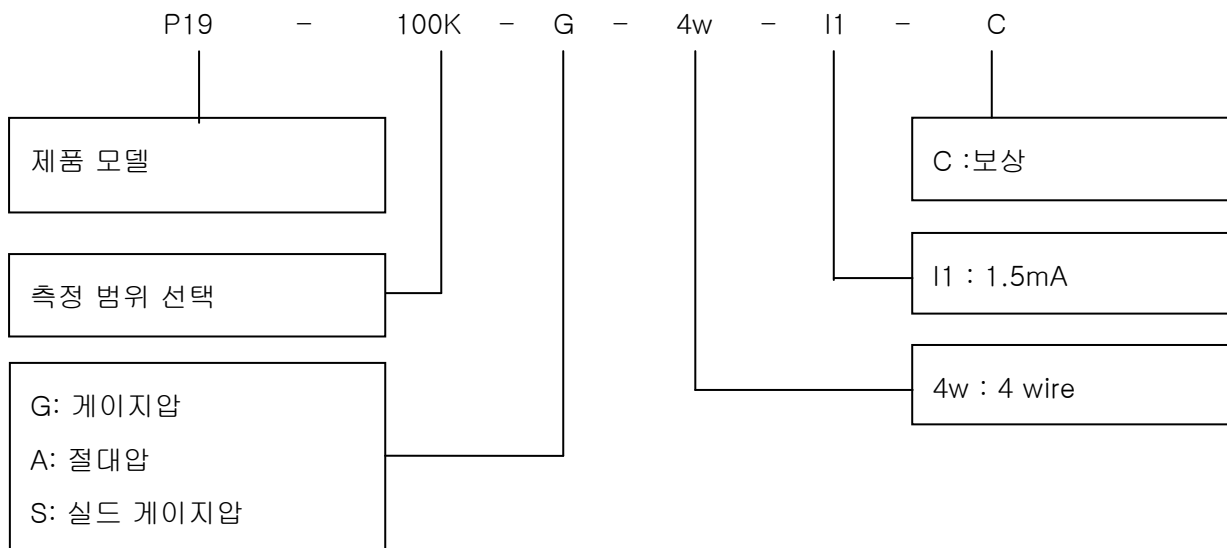 P19 - 100K - G - 4w - I1 - C
제품 모델
C :보상
측정 범위 선택
I1 : 1.5mA
G: 게이지압
A: 절대압
S: 실드 게이지압
4w : 4 wire